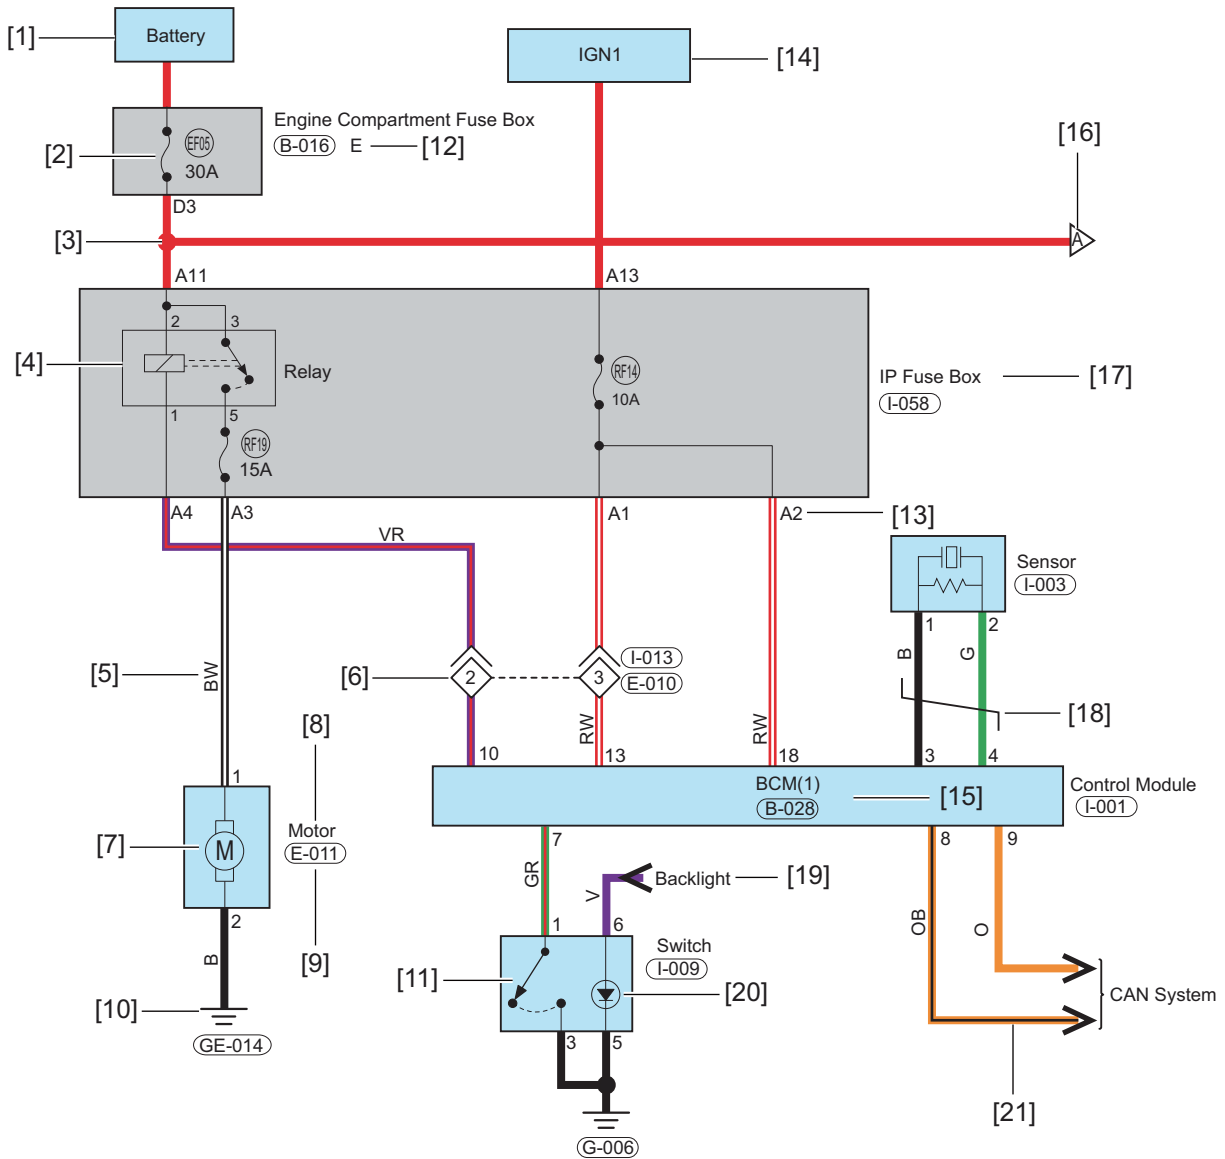 [1]
Battery
IGN1
[14]
[2]
EF05
30A
Engine Compartment Fuse Box
B-016 E
[12]
[16]
D3
[3]
A
A11
A13
2
3
[4]
Relay
1
5
RF19
15A
RF14
10A
IP Fuse Box
[17]
I-058
A4
A3
A1
A2
[13]
VR
Sensor
I-003
1
2
B
G
[5]
BW
[6]
2
3
I-013
E-010
[18]
[8]
RW
RW
10
13
18
3
4
1
BCM(1)
B-028
[15]
Control Module
I-001
[7]
M
Motor
E-011
7
8
9
GR
V
Backlight
[19]
2
B
[9]
1
6
OB
O
[11]
Switch
I-009
[20]
CAN System
[10]
GE-014
3
5
[21]
G-006